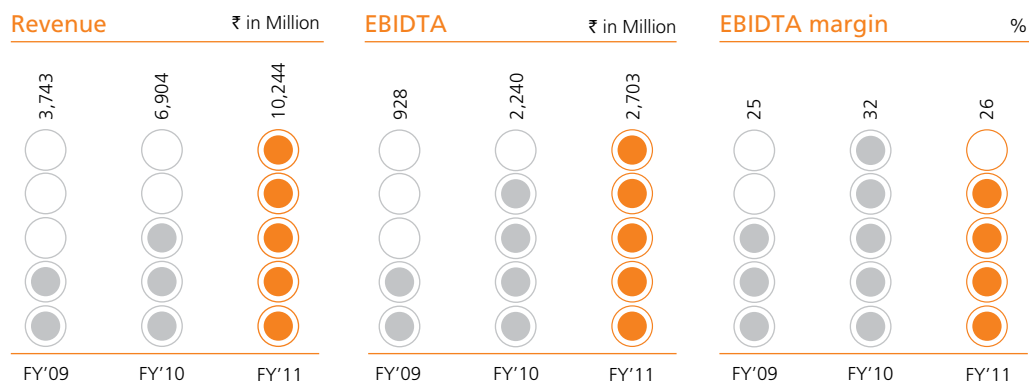 Revenue ₹ in Million
3,743 6,904 10,244
FY'09 FY'10 FY'11
EBIDTA ₹ in Million
928 2,240 2,703
FY'09 FY'10 FY'11
EBIDTA margin %
25 32 26
FY'09 FY'10 FY'11